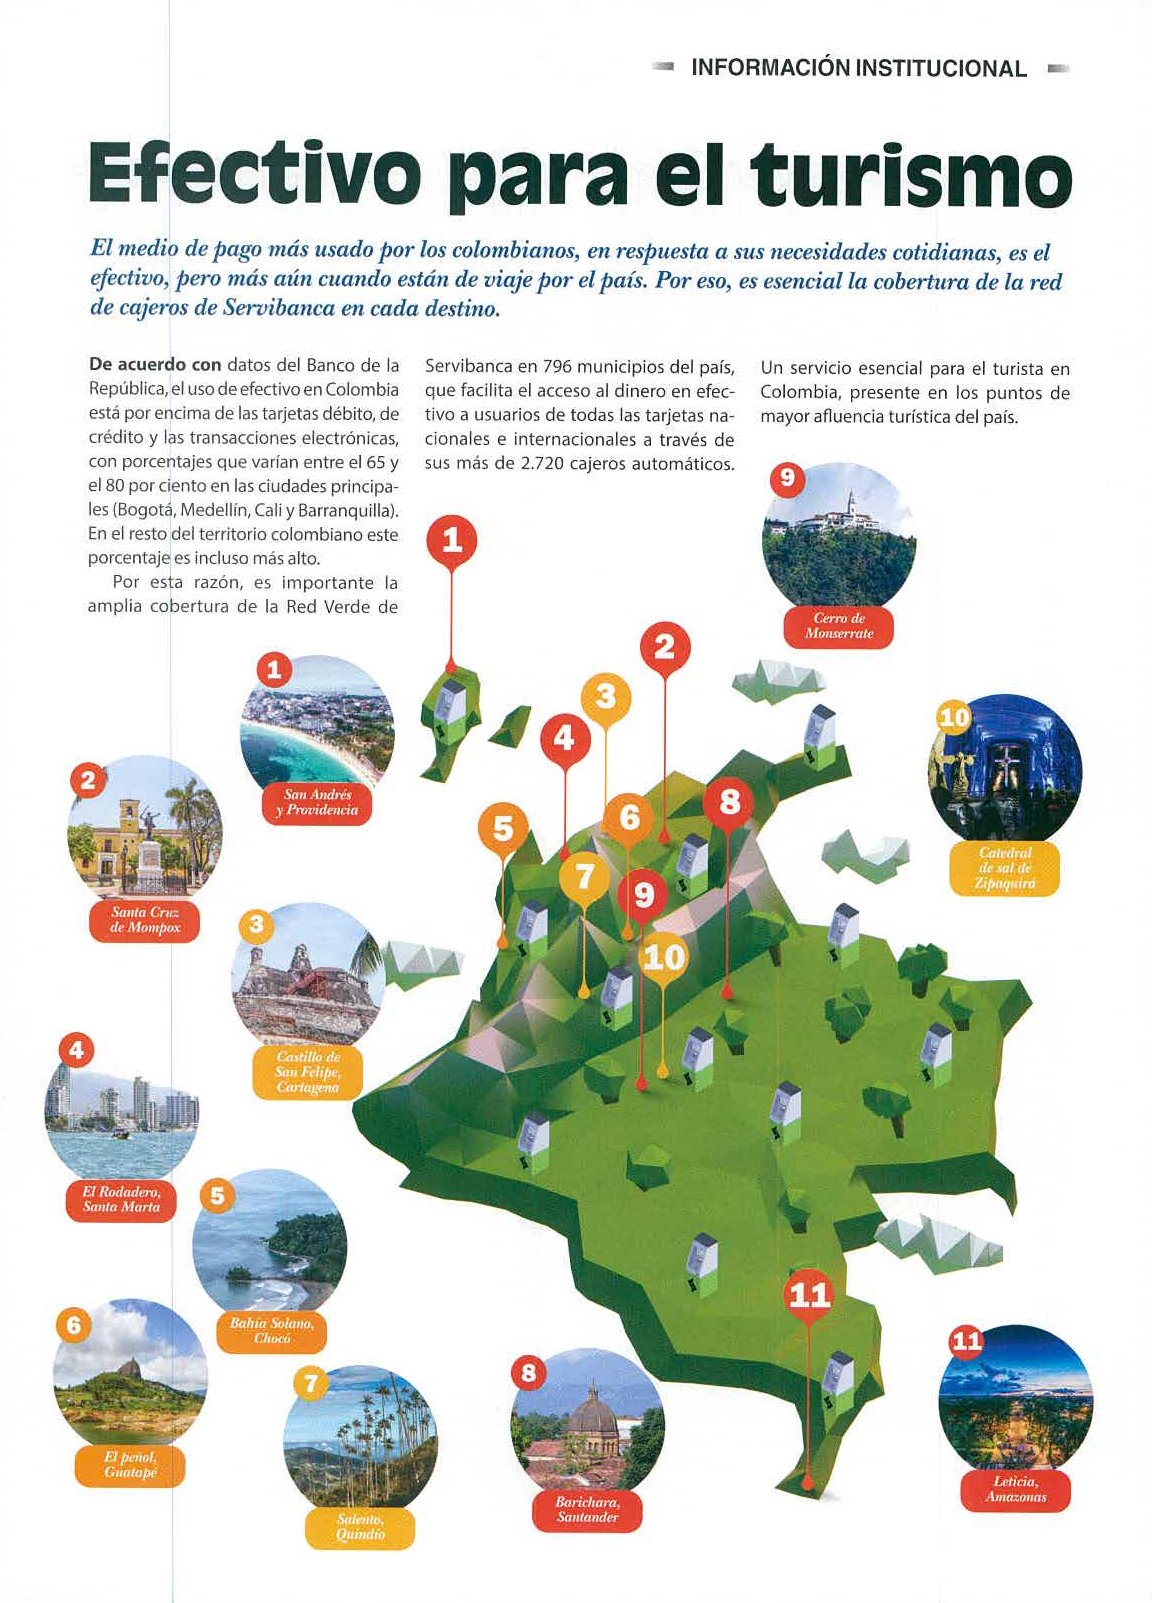 INFORMACIÓN INSTITUCIONAL
Efectivo para el turismo
El medio de pago más usado por los colombianos, en respuesta a sus necesidades cotidianas, es el
efectivo, pero más aún cuando están de viaje por el país. Por eso, es esencial la cobertura de la red
de cajeros de Servibanca en cada destino.
De acuerdo con datos del Banco de la
República, el uso de efectivo en Colombia
está por encima de las tarjetas débito, de
crédito y las transacciones electrónicas,
con porcentajes que varían entre el 65 y
el 80 por ciento en las ciudades principa-
les (Bogotá, Medellín, Cali y Barranquilla).
En el resto del territorio colombiano este
porcentaje es incluso más alto.
Por esta razón, es importante la
amplia cobertura de la Red Verde de
Servibanca en 796 municipios del país,
que facilita el acceso al dinero en efec-
tivo a usuarios de todas las tarjetas na-
cionales e internacionales a través de
sus más de 2.720 cajeros automáticos.
Un servicio esencial para el turista en
Colombia, presente en los puntos de
mayor afluencia turística del país.
1
2
3
4
5
6
7
8
9
10
11
1
San Andrés
y Providencia
2
Santa Cruz
de Mompox
3
Castillo de
San Felipe,
Cartagena
4
El Rodadero,
Santa Marta
5
Bahía Solano,
Chocó
6
El peñol,
Guatapé
7
Salento,
Quindío
8
Barichara,
Santander
9
Cerro de
Monserrate
10
Catedral
de sal de
Zipaquirá
11
Leticia,
Amazonas